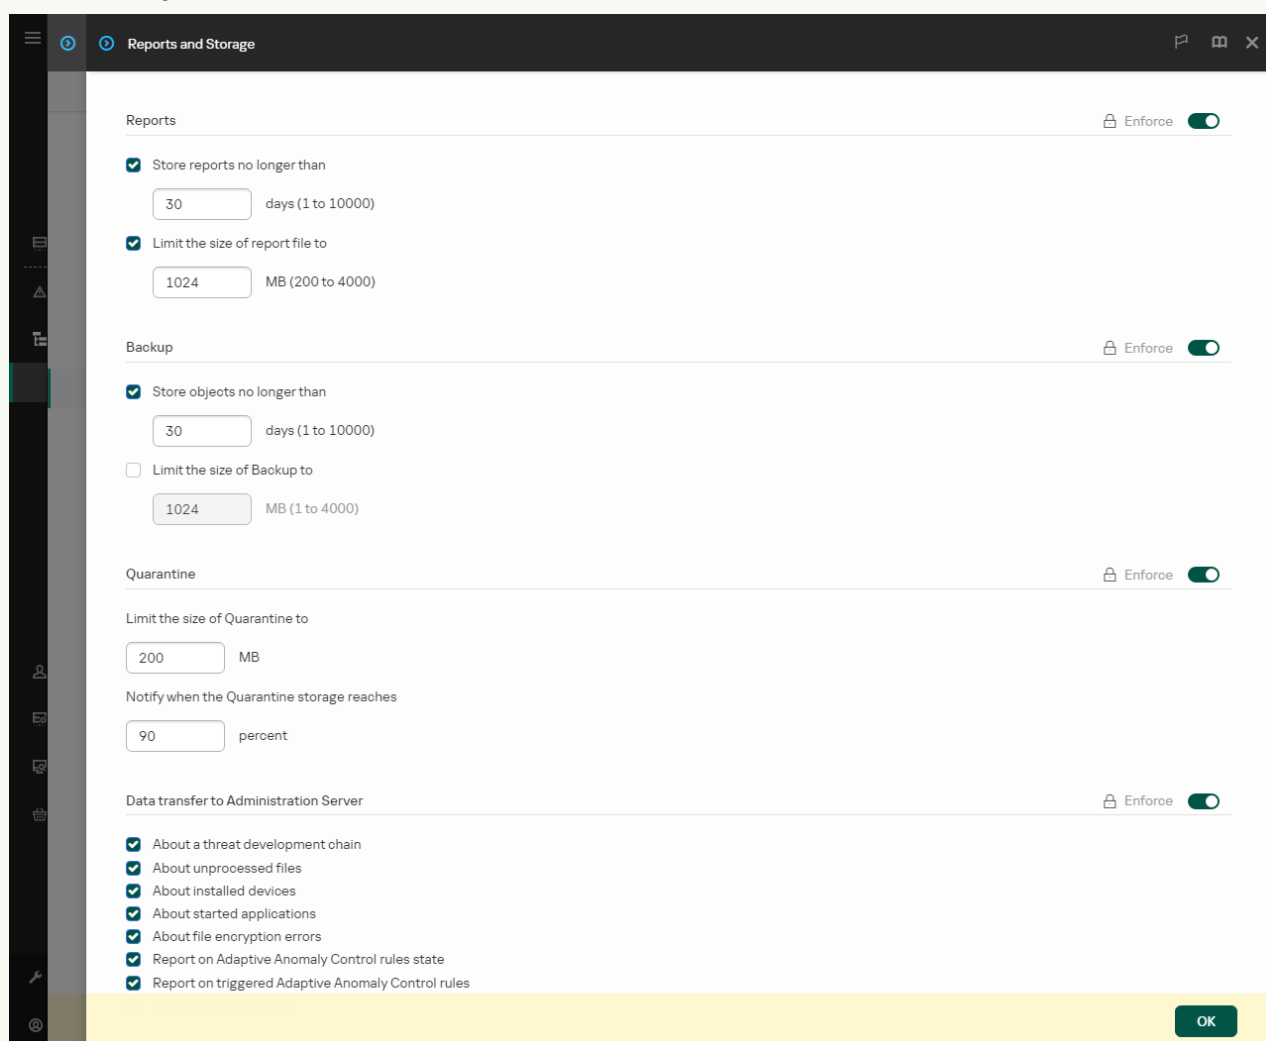 Reports and Storage
Reports
Enforce
Store reports no longer than
30 days (1 to 10000)
Limit the size of report file to
1024 MB (200 to 4000)
Backup
Enforce
Store objects no longer than
30 days (1 to 10000)
Limit the size of Backup to
1024 MB (1 to 4000)
Quarantine
Enforce
Limit the size of Quarantine to
200 MB
Notify when the Quarantine storage reaches
90 percent
Data transfer to Administration Server
Enforce
About a threat development chain
About unprocessed files
About installed devices
About started applications
About file encryption errors
Report on Adaptive Anomaly Control rules state
Report on triggered Adaptive Anomaly Control rules
OK